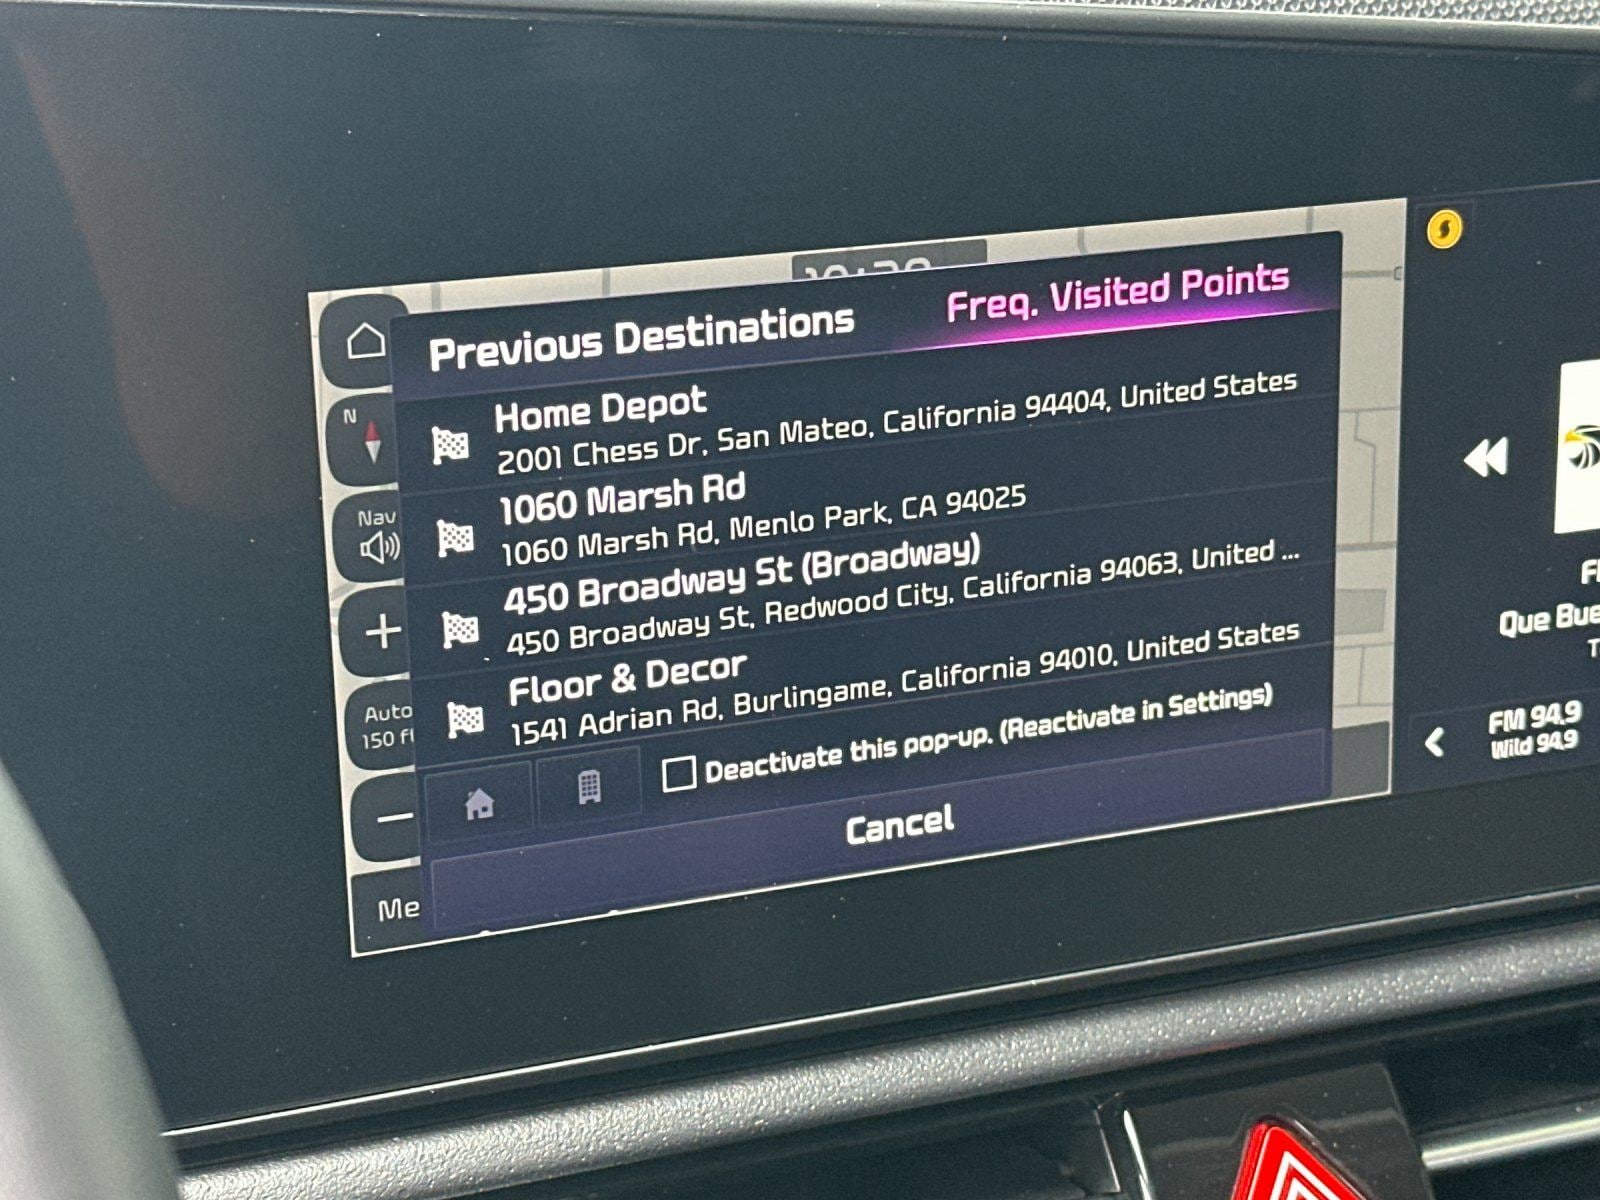 Previous Destinations
Freq. Visited Points
Home Depot
2001 Chess Dr, San Mateo, California 94404, United States
1060 Marsh Rd
1060 Marsh Rd, Menlo Park, CA 94025
450 Broadway St (Broadway)
450 Broadway St, Redwood City, California 94063, United ...
Floor & Decor
1541 Adrian Rd, Burlingame, California 94010, United States
Deactivate this pop-up. (Reactivate in Settings)
Cancel
N
Nav
+
Auto
150 f
−
Me
Que Bue
FM 94.9
Wild 94.9